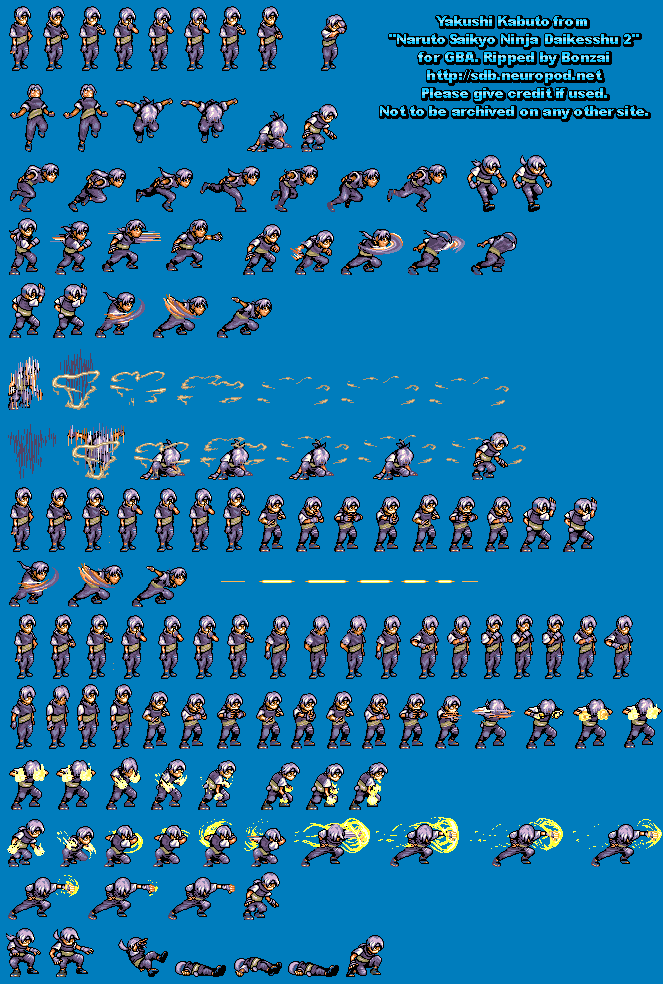 Yakushi Kabuto from
"Naruto Saikyo Ninja Daikesshu 2"
for GBA. Ripped by Bonzai
http://sdb.neuropod.net
Please give credit if used.
Not to be archived on any other site.